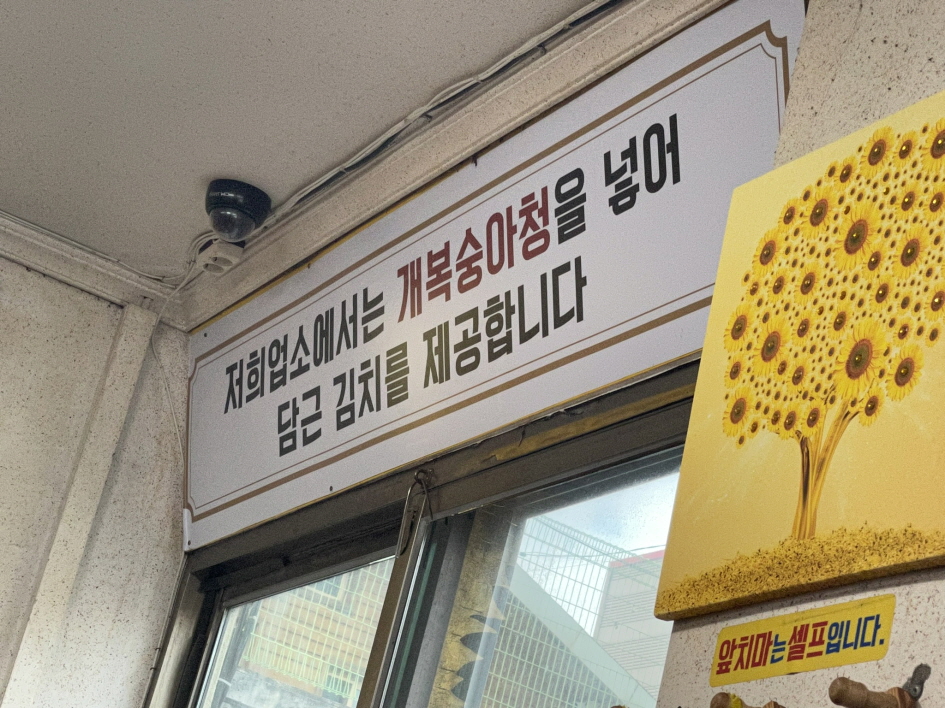 저희업소에서는 개복숭아청을 넣어
담근 김치를 제공합니다
앞치마는셀프입니다.